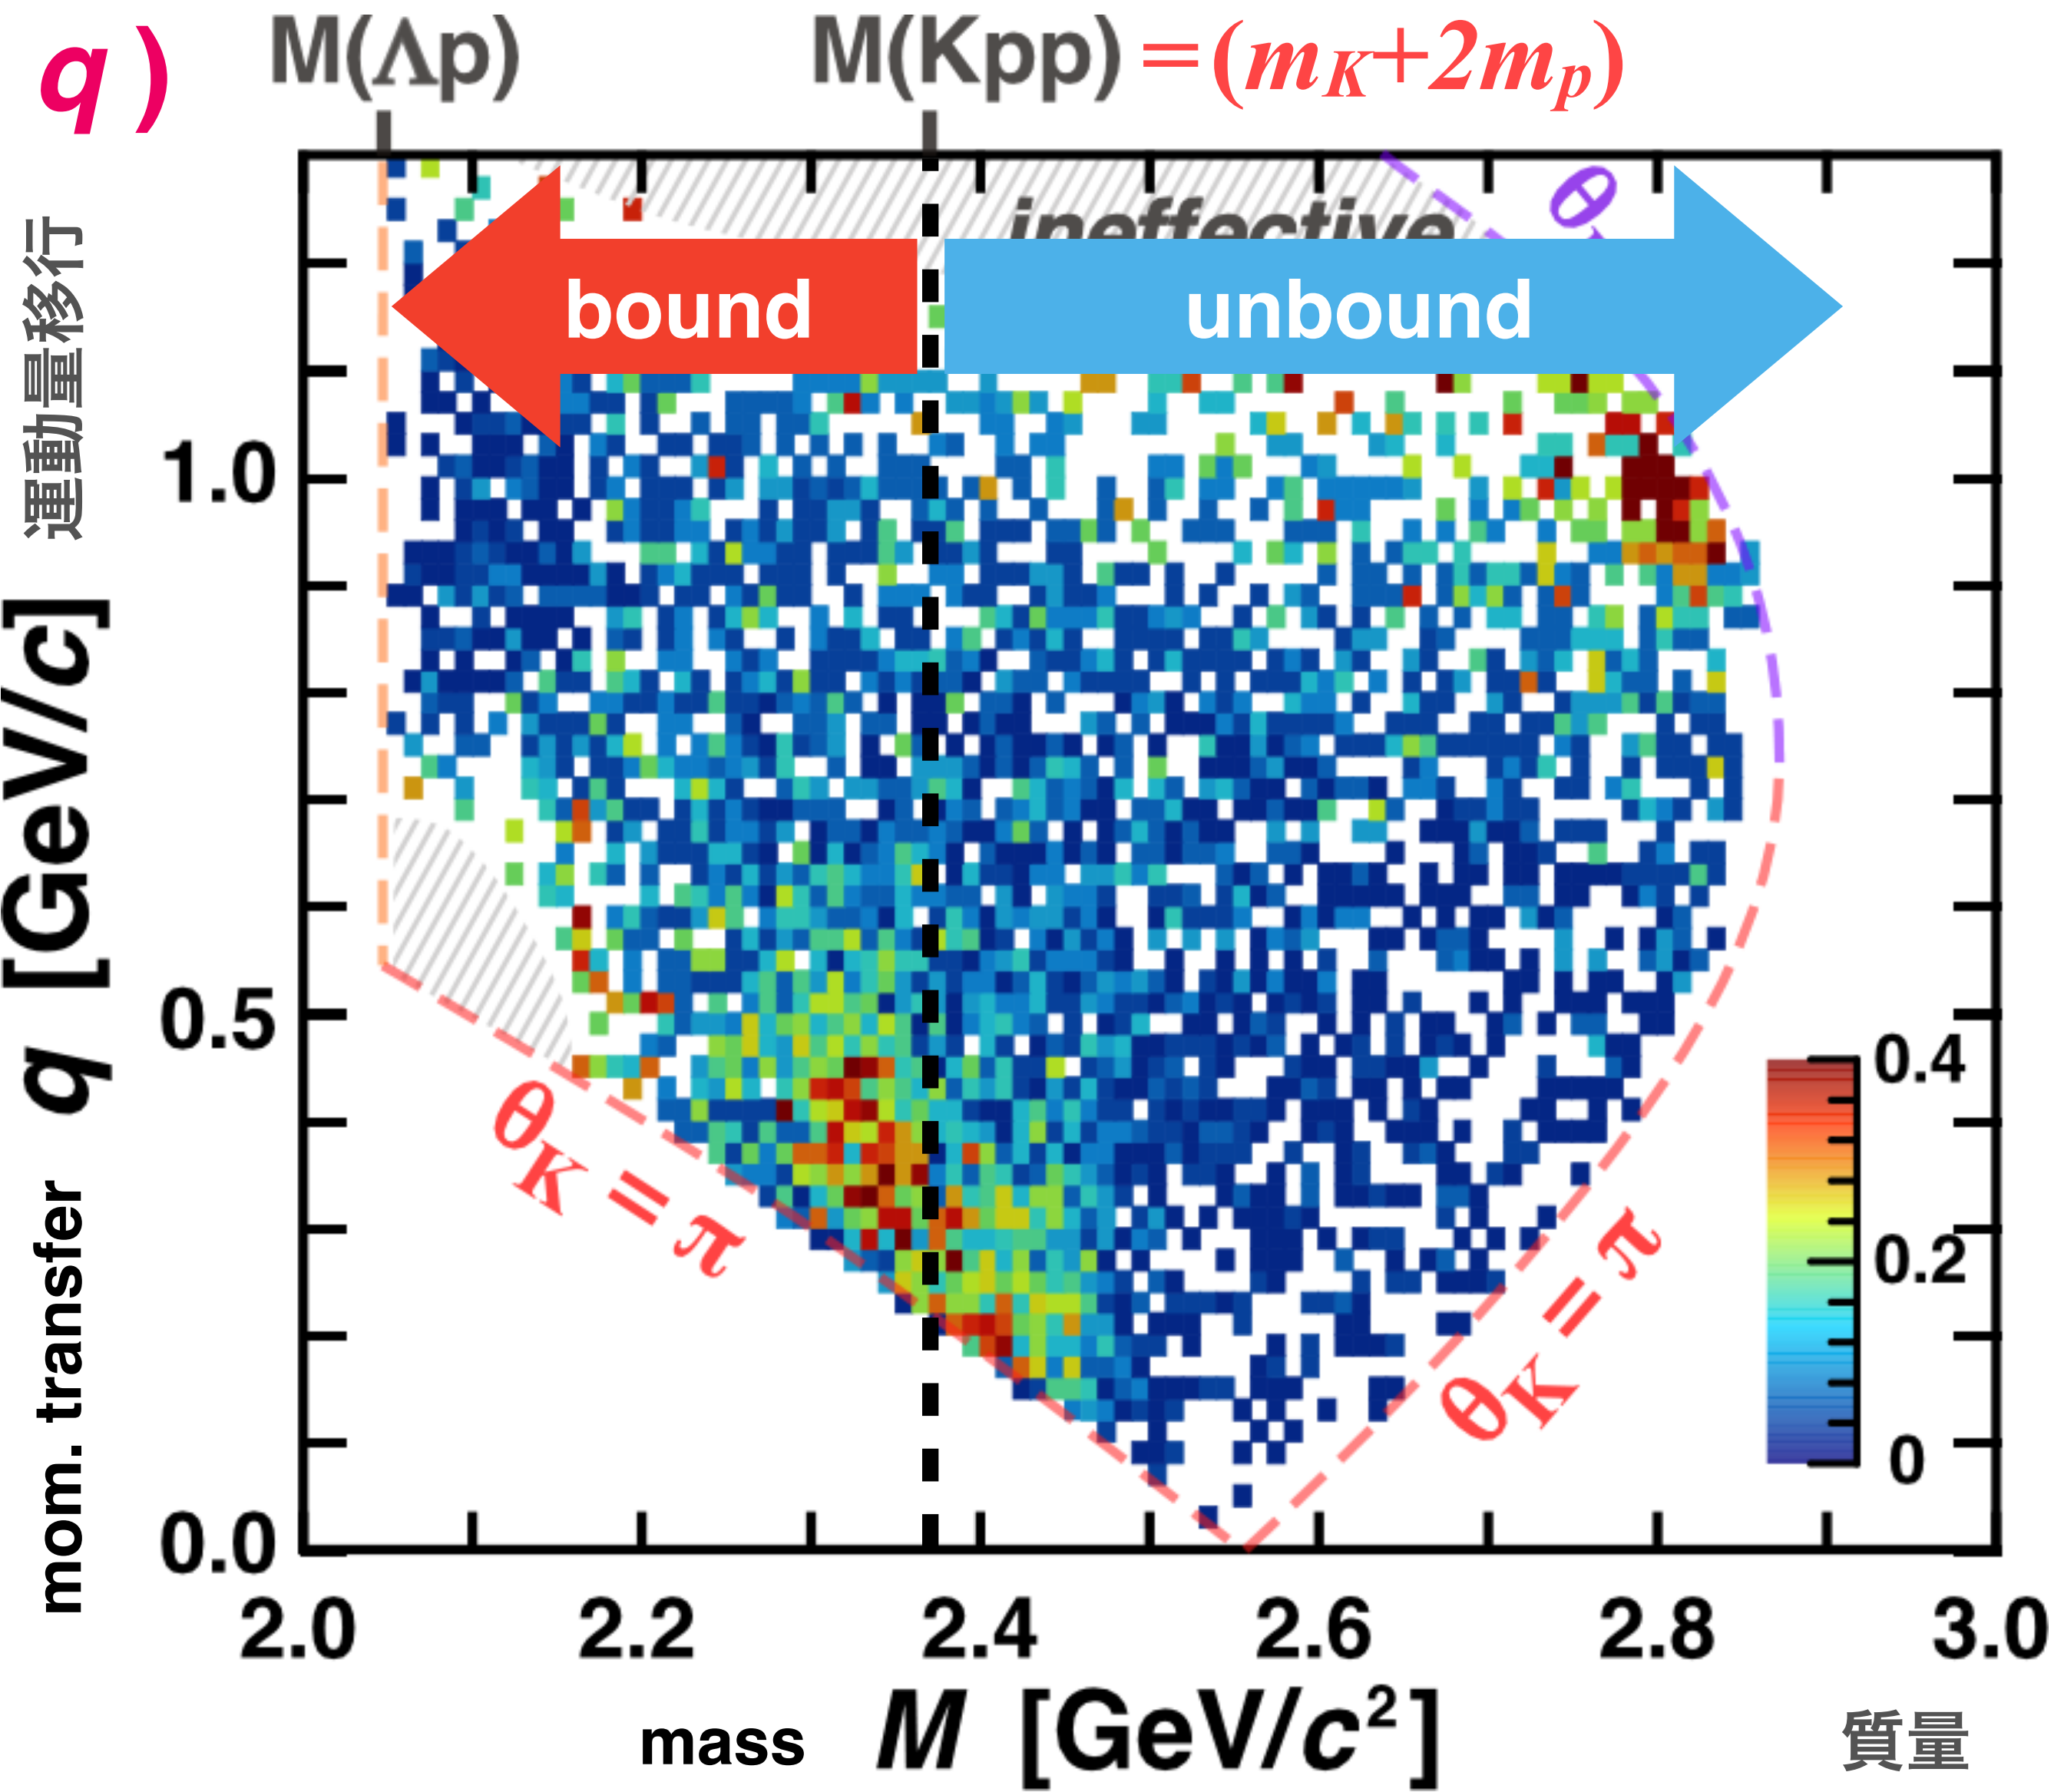 q)
M(Λp)
M(Kpp) =(mK+2mp)
θ
ineffective
bound
unbound
運動量移行
mom. transfer q [GeV/c]
1.0
0.5
0.0
θK = π
θK = π
0.4
0.2
0
2.0 2.2 2.4 2.6 2.8 3.0
mass M [GeV/c²] 質量